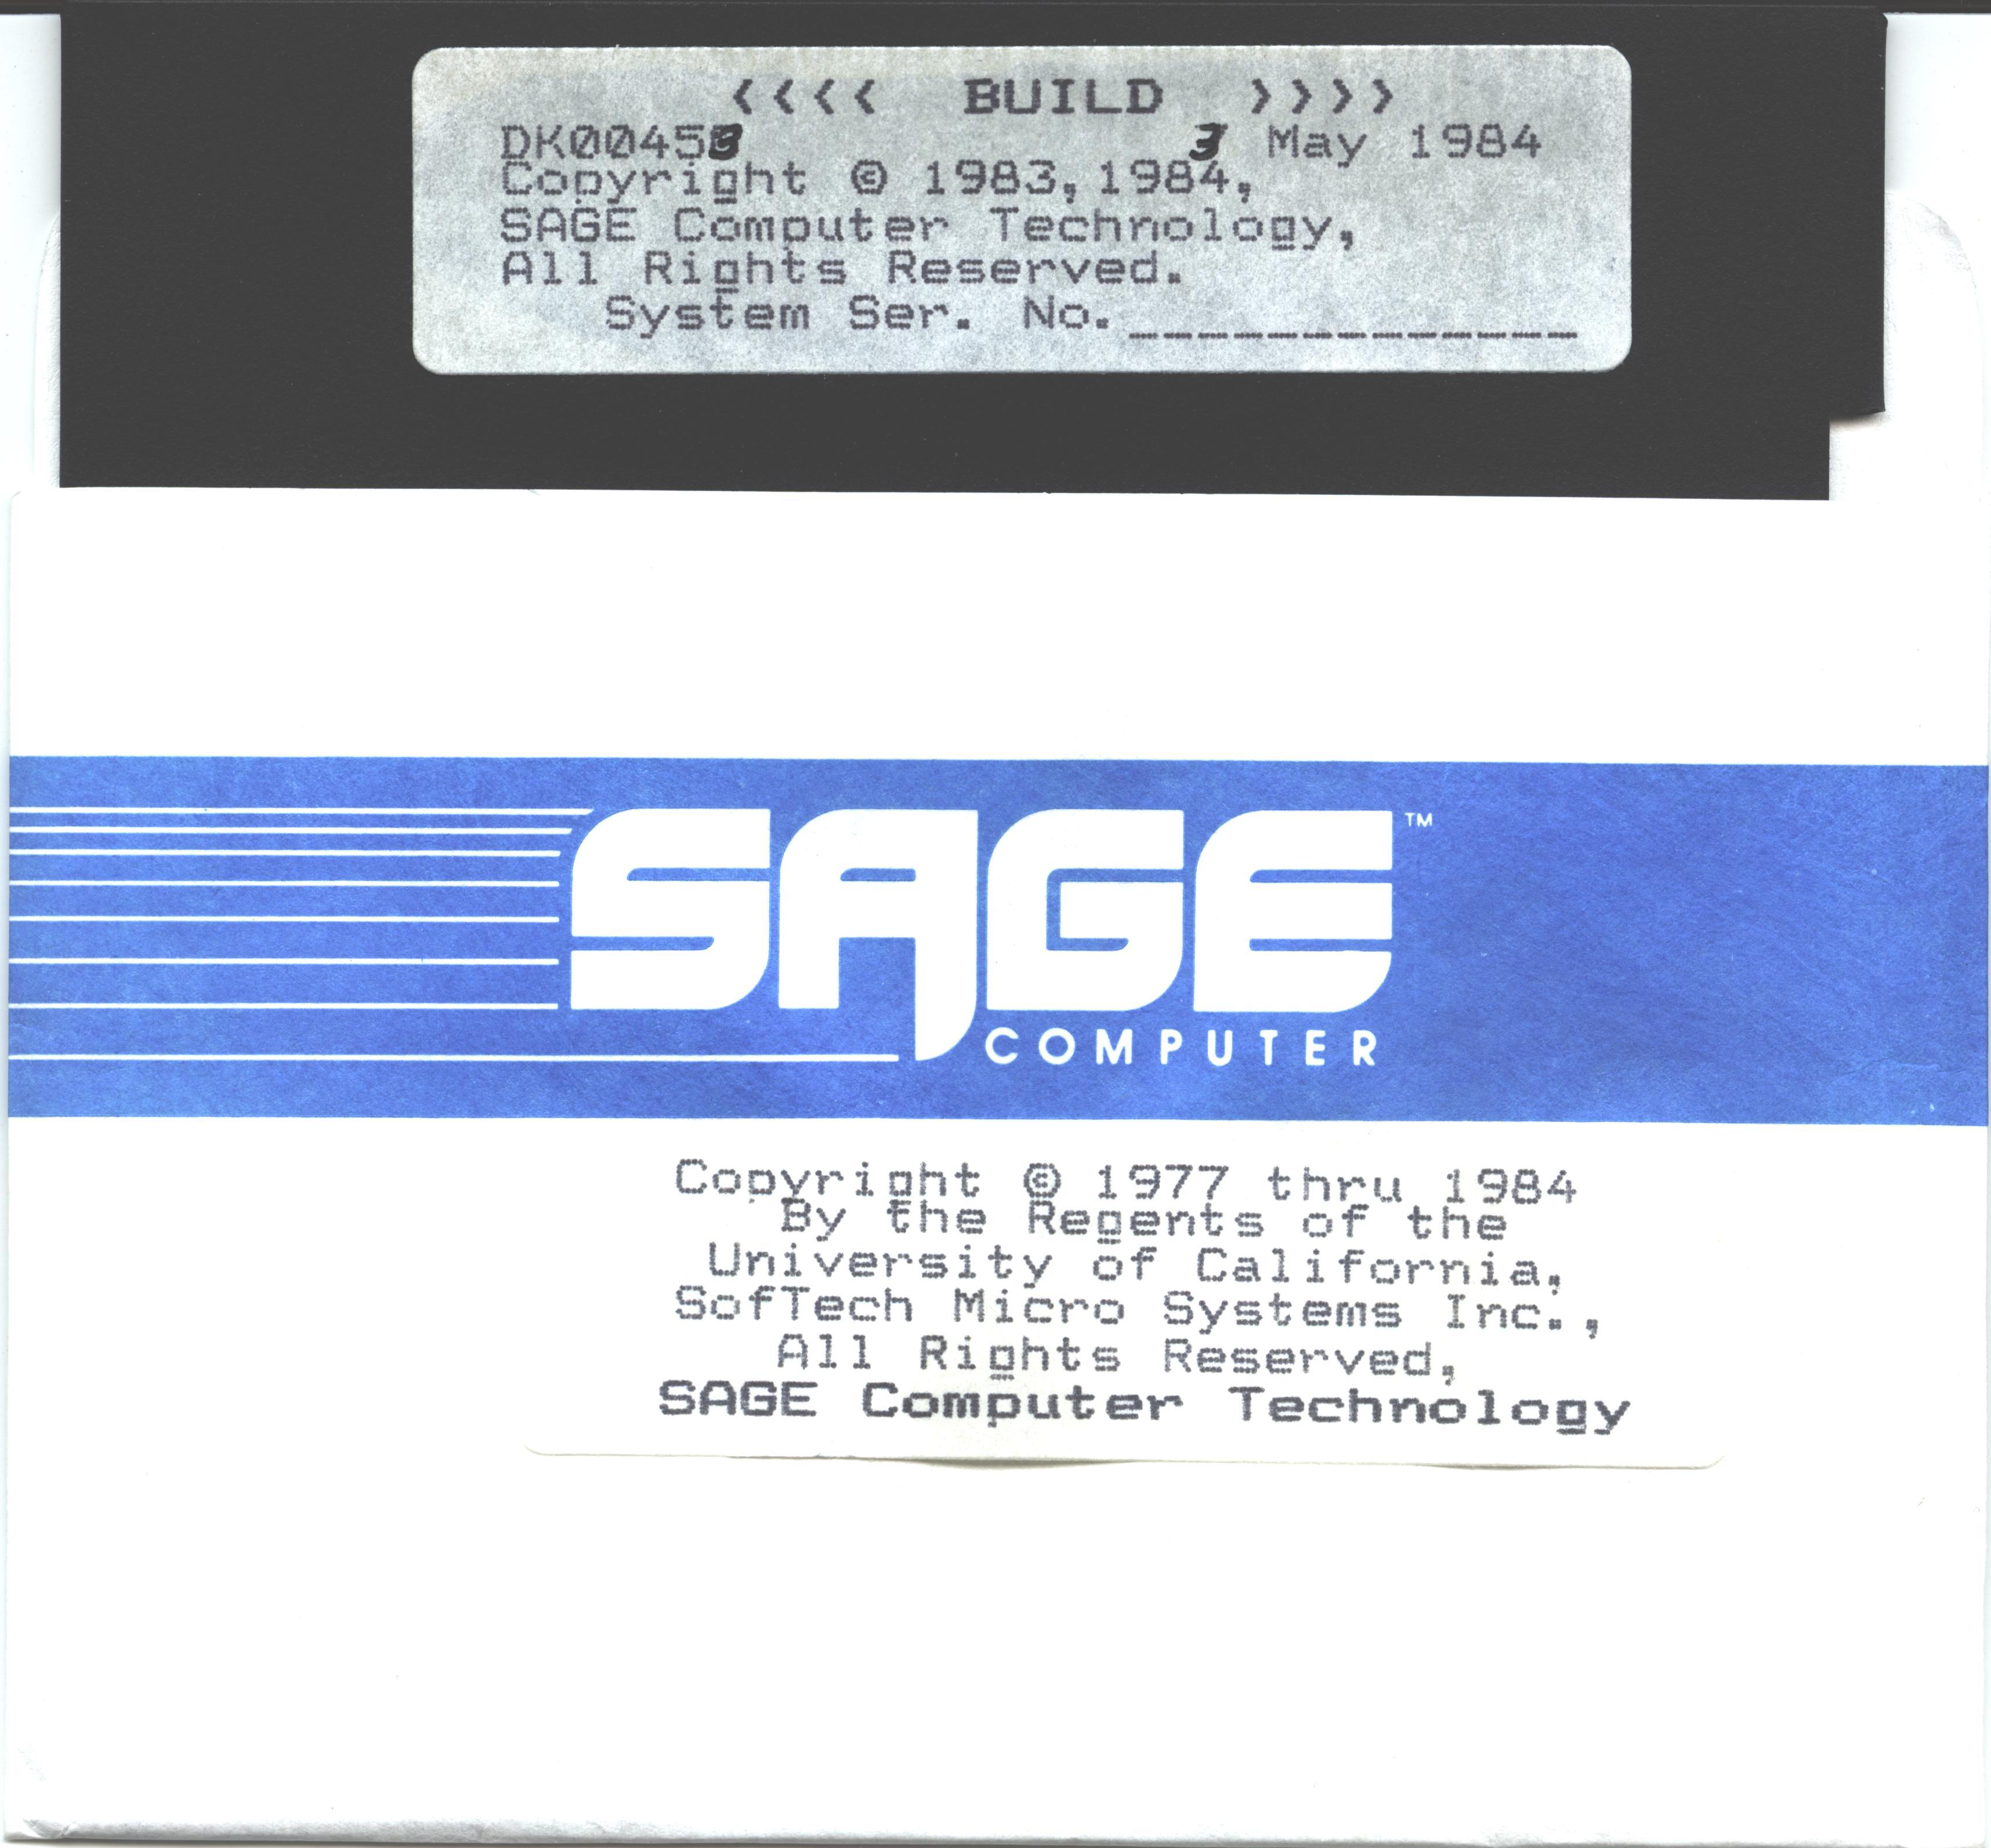 <<<< BUILD >>>>
3 May 1984
Copyright © 1983,1984,
SAGE Computer Technology,
All Rights Reserved.
System Ser. No. _____________
SAGE™
COMPUTER
Copyright © 1977 thru 1984
By the Regents of the
University of California,
SofTech Micro Systems Inc.,
All Rights Reserved,
SAGE Computer Technology